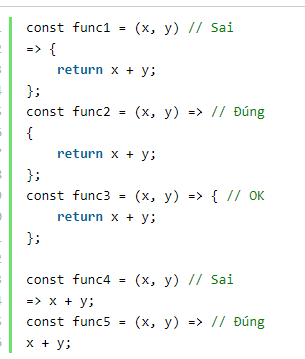 const func1 = (x, y) // Sai
=> {
    return x + y;
};
const func2 = (x, y) => // Đúng
{
    return x + y;
};
const func3 = (x, y) => { // OK
    return x + y;
};

const func4 = (x, y) // Sai
=> x + y;
const func5 = (x, y) => // Đúng
x + y;